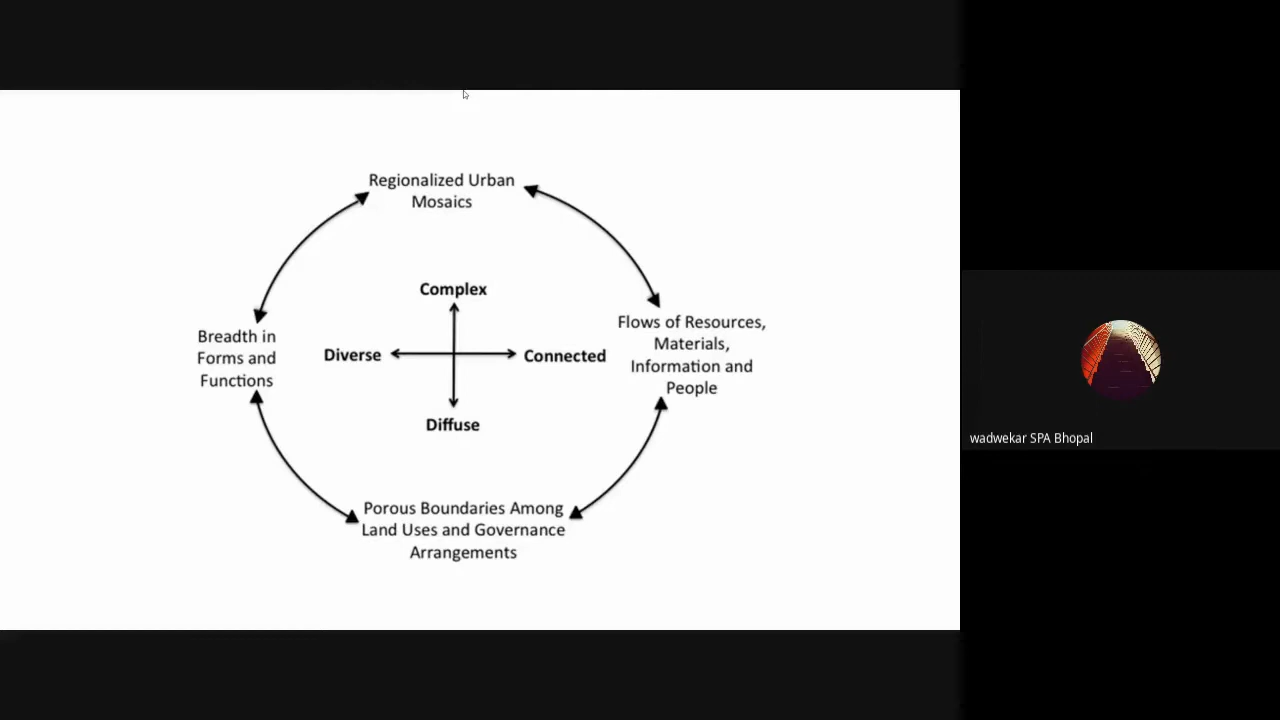 Regionalized Urban
Mosaics
Complex
Breadth in
Forms and
Functions
Diverse
Connected
Flows of Resources,
Materials,
Information and
People
Diffuse
Porous Boundaries Among
Land Uses and Governance
Arrangements
wadwekar SPA Bhopal